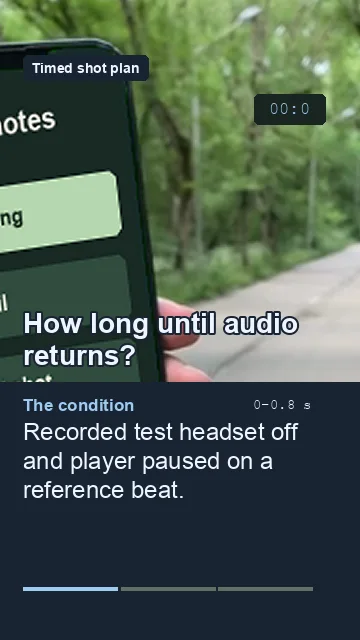 Timed shot plan
00:0
notes
ng
How long until audio
returns?
The condition
0–0.8 s
Recorded test headset off
and player paused on a
reference beat.